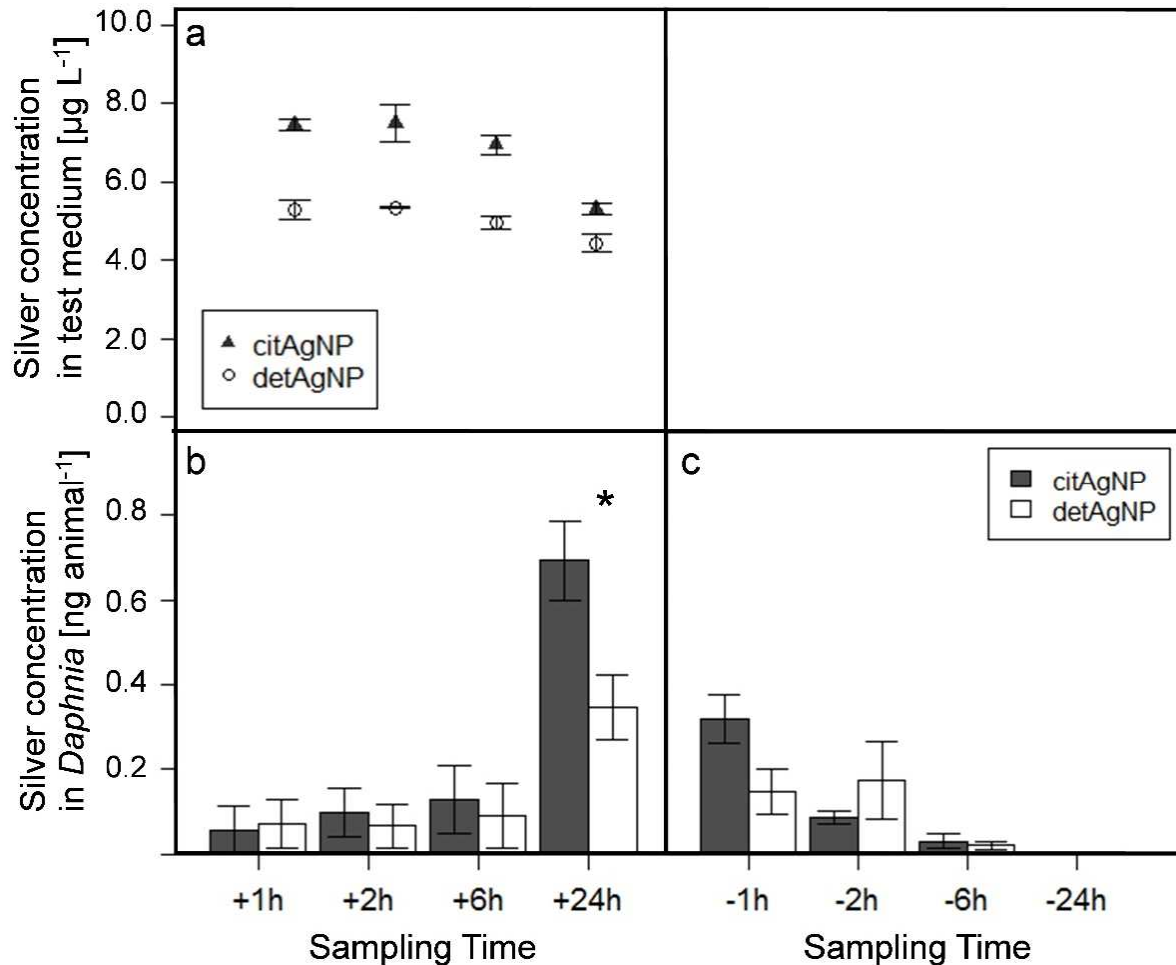 a
Silver concentration
in test medium [µg L⁻¹]
10.0
8.0
6.0
4.0
2.0
0.0
citAgNP
detAgNP
b
Silver concentration
in Daphnia [ng animal⁻¹]
0.8
0.6
0.4
0.2
*
c
citAgNP
detAgNP
+1h +2h +6h +24h
-1h -2h -6h -24h
Sampling Time
Sampling Time